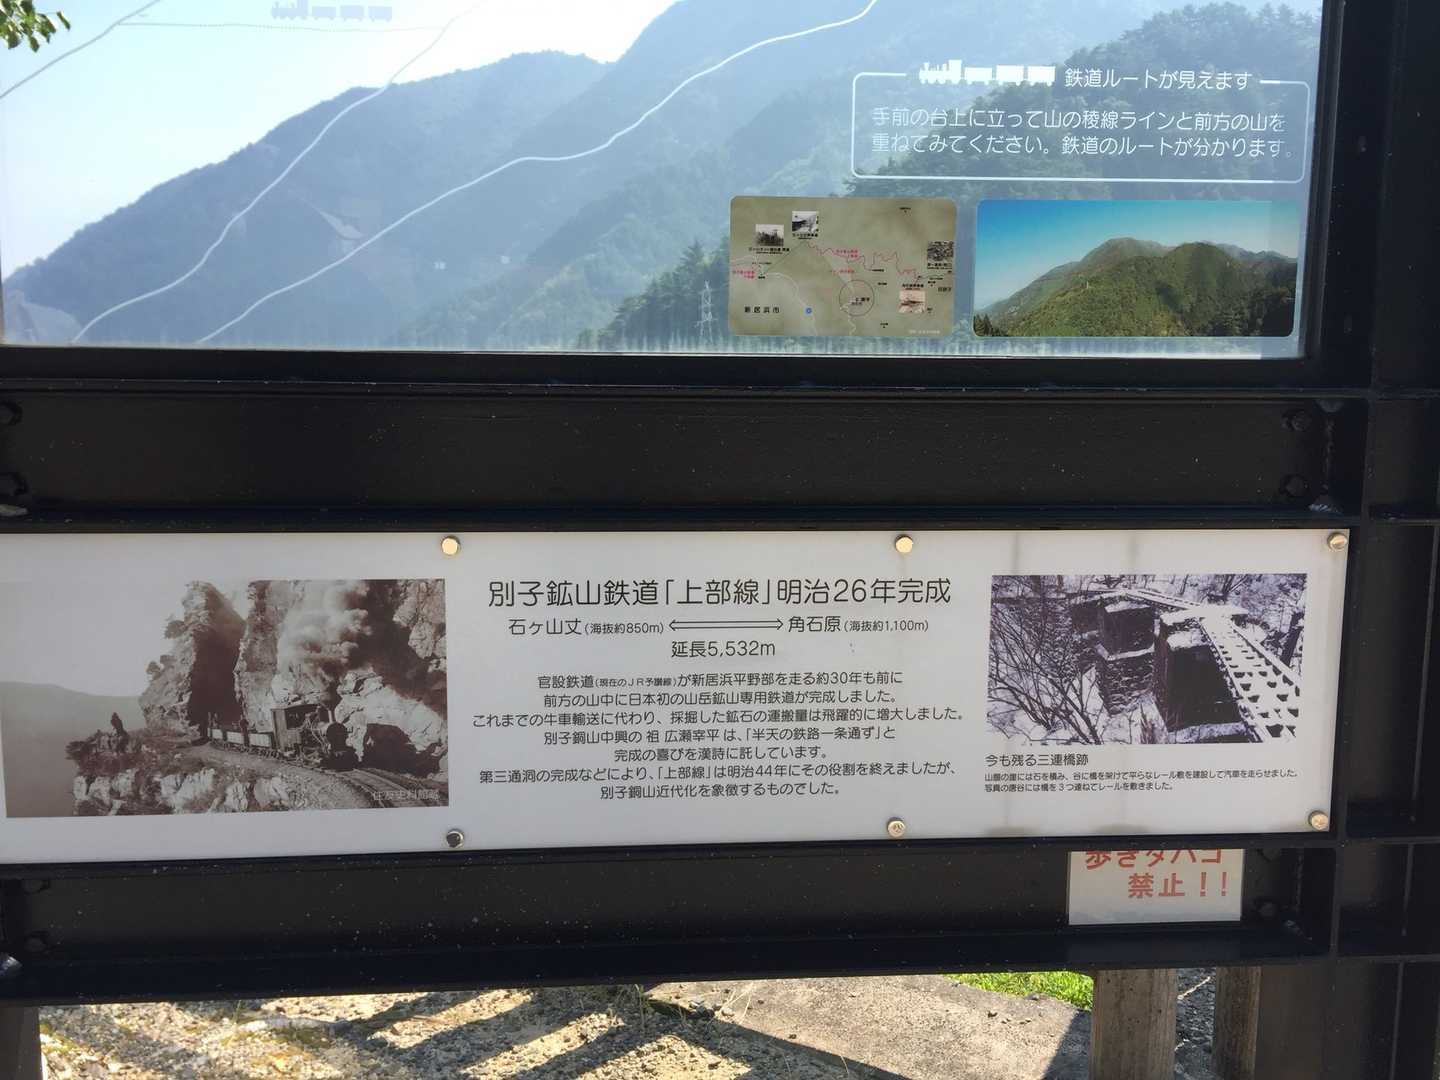 鉄道ルートが見えます
手前の台上に立って山の稜線ラインと前方の山を
重ねてみてください。鉄道のルートが分かります。
新居浜市
別子鉱山鉄道「上部線」明治26年完成
石ヶ山丈(海抜約850m)⟺角石原(海抜約1,100m)
延長5,532m
官設鉄道(現在のJR予讃線)が新居浜平野部を走る約30年も前に
前方の山中に日本初の山岳鉱山専用鉄道が完成しました。
これまでの牛車輸送に代わり、採掘した鉱石の運搬量は飛躍的に増大しました。
別子銅山中興の祖 広瀬宰平は、「半天の鉄路一条通ず」と
完成の喜びを漢詩に託しています。
第三通洞の完成などにより、「上部線」は明治44年にその役割を終えましたが、
別子銅山近代化を象徴するものでした。
住友史料館蔵
今も残る三連橋跡
山腹の崖には石を積み、谷に橋を架けて平らなレール敷を建設して汽車を走らせました。
写真の唐谷には橋を3つ連ねてレールを敷きました。
歩きタバコ
禁止!!